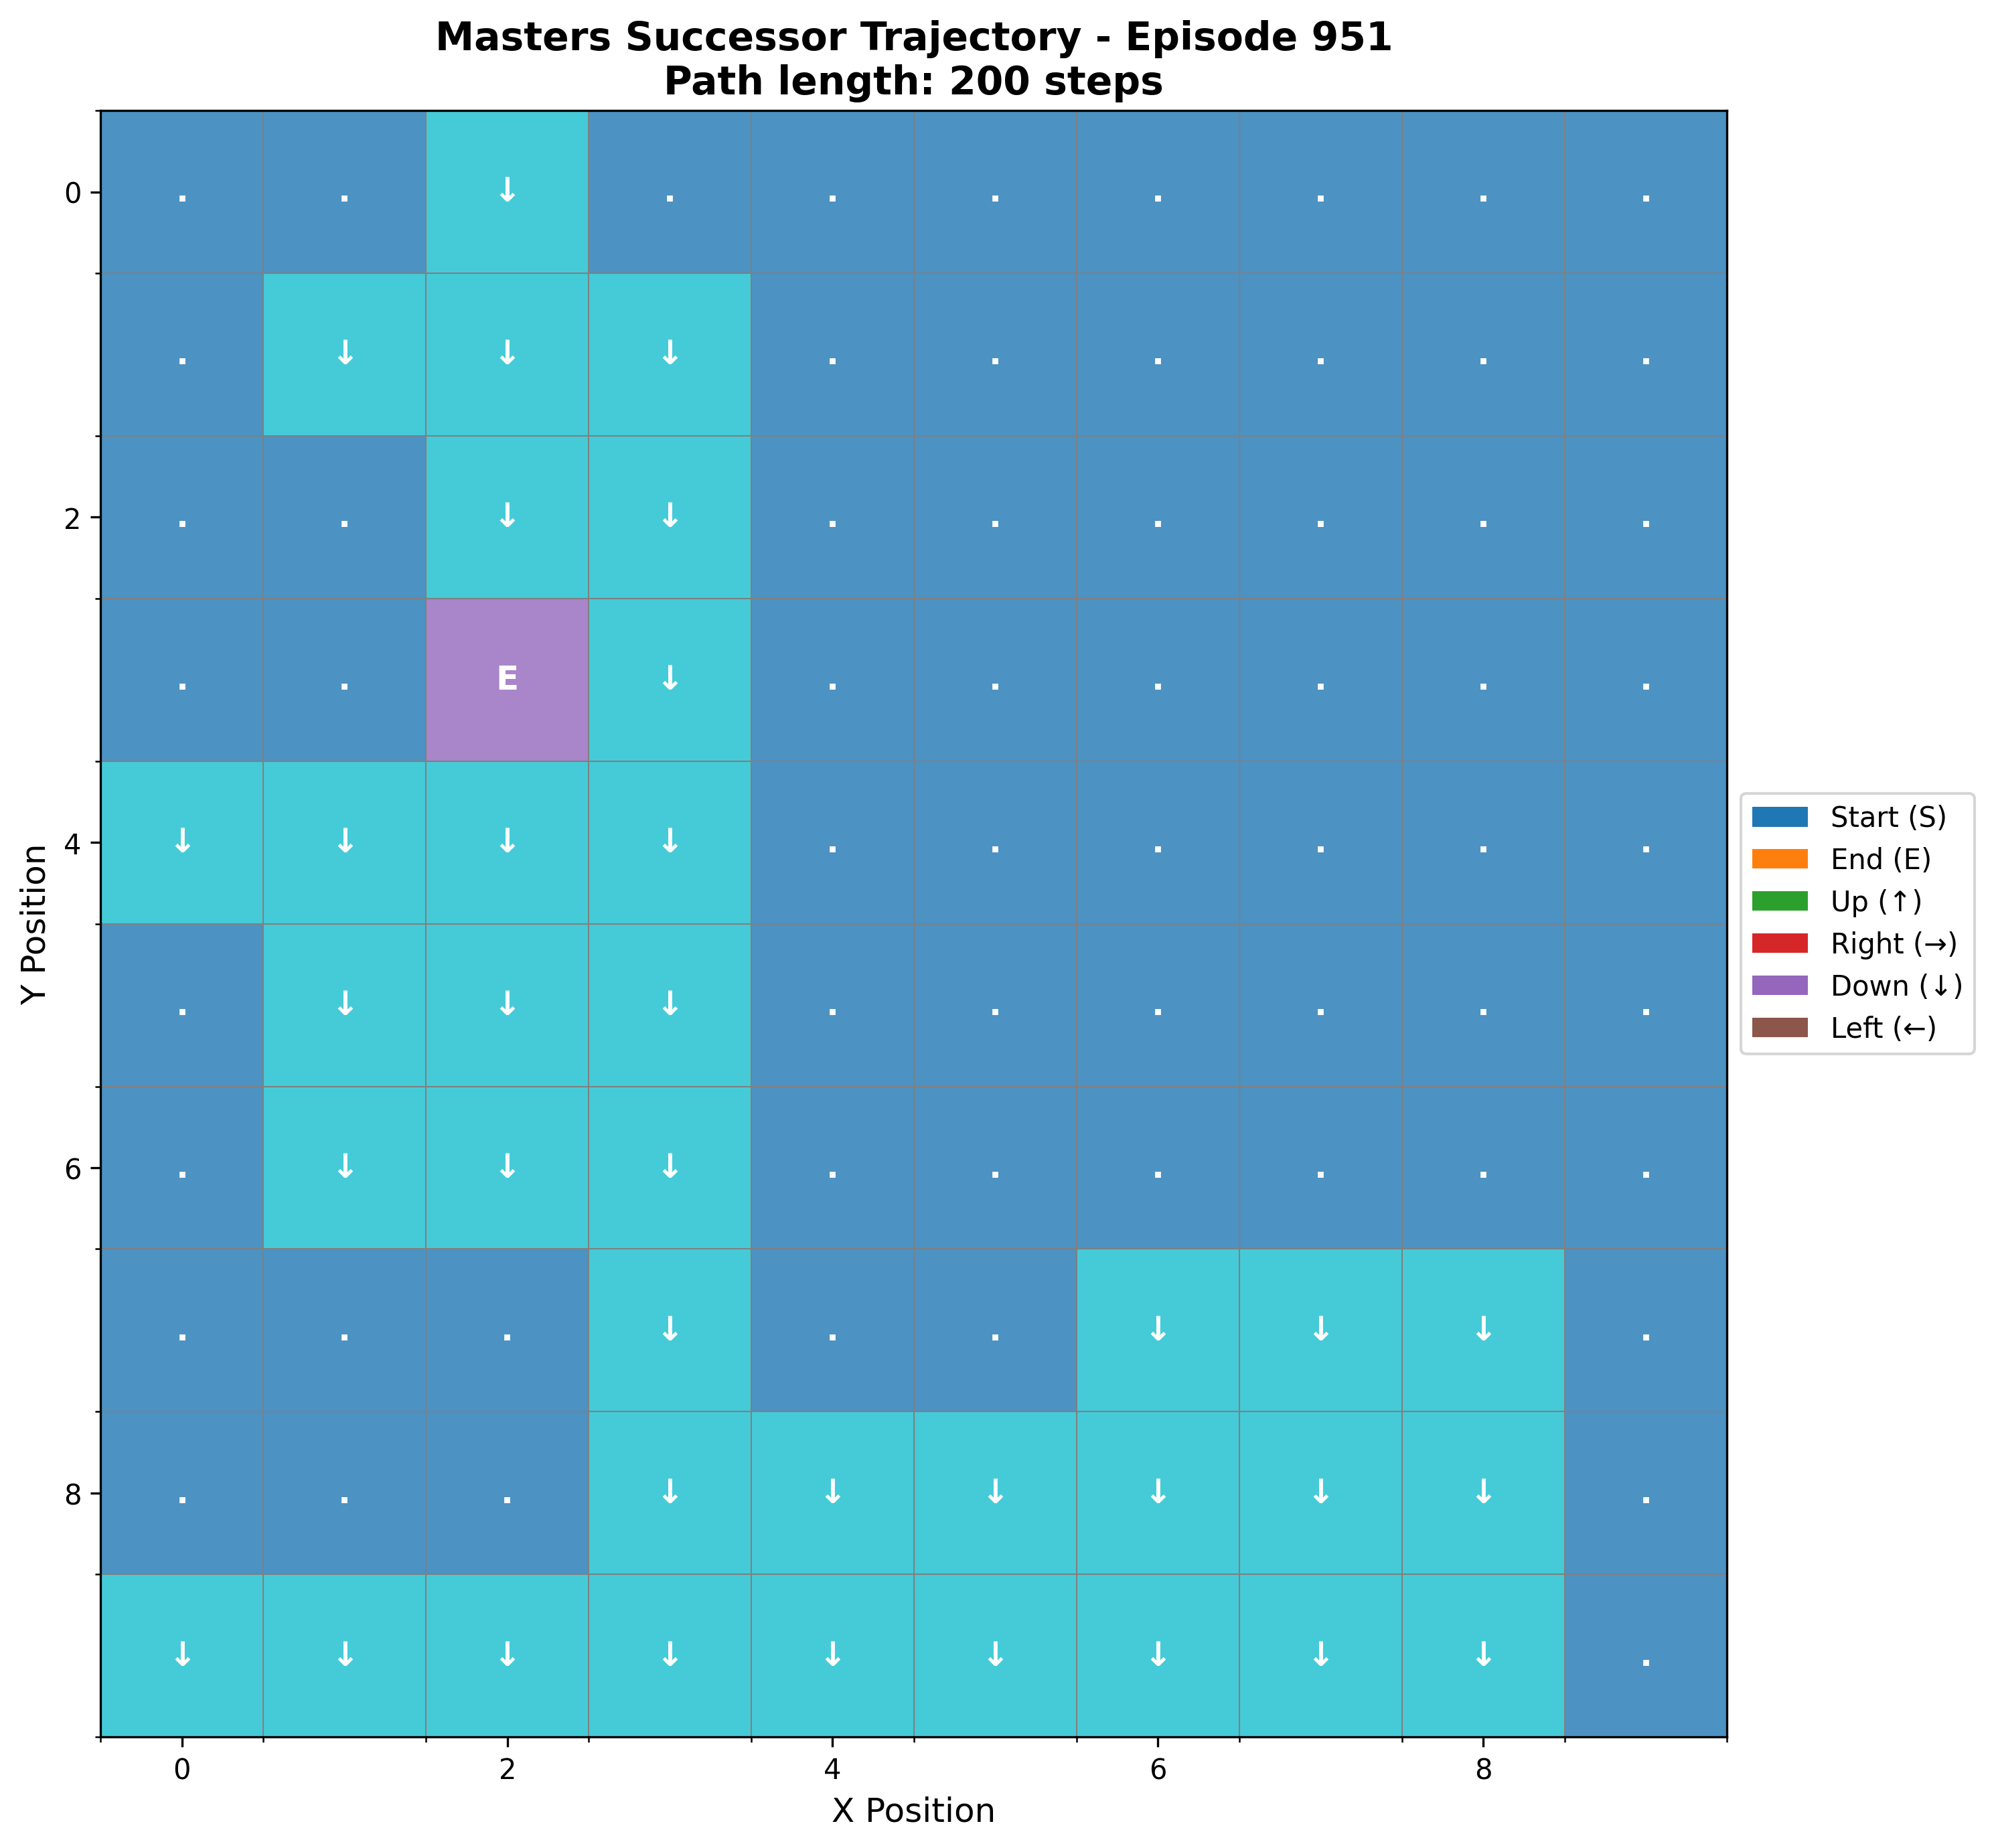 Masters Successor Trajectory - Episode 951
Path length: 200 steps
0 . . ↓ . . . . . . .
. ↓ ↓ ↓ . . . . . .
2 . . ↓ ↓ . . . . . .
. . E ↓ . . . . . .
4 ↓ ↓ ↓ ↓ . . . . . .
. ↓ ↓ ↓ . . . . . .
6 . ↓ ↓ ↓ . . . . . .
. . . ↓ . . ↓ ↓ ↓ .
8 . . . ↓ ↓ ↓ ↓ ↓ ↓ .
↓ ↓ ↓ ↓ ↓ ↓ ↓ ↓ ↓ .
0 2 4 6 8
X Position
Y Position
Start (S)
End (E)
Up (↑)
Right (→)
Down (↓)
Left (←)